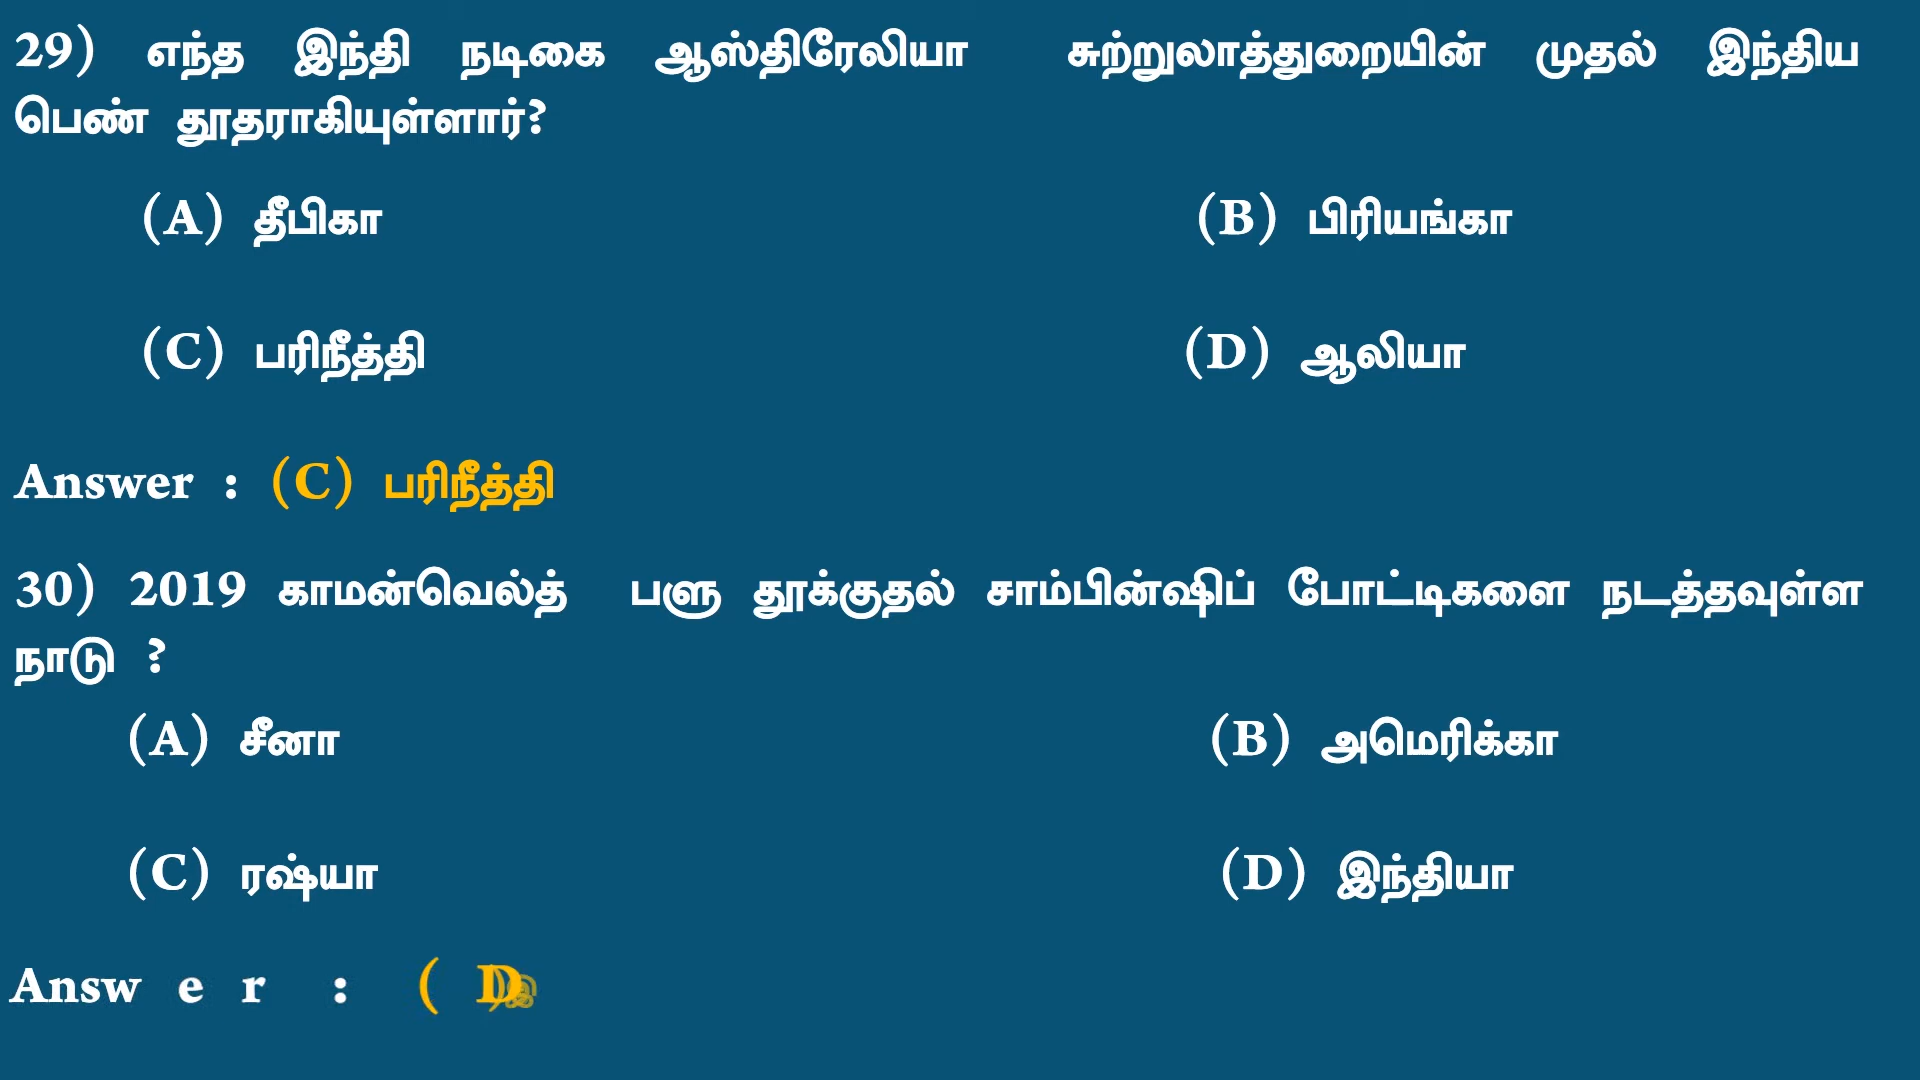 29) எந்த இந்தி நடிகை ஆஸ்திரேலியா சுற்றுலாத்துறையின் முதல் இந்திய
பெண் தூதராகியுள்ளார்?
(A) தீபிகா (B) பிரியங்கா
(C) பரிநீத்தி (D) ஆலியா
Answer : (C) பரிநீத்தி
30) 2019 காமன்வெல்த் பளு தூக்குதல் சாம்பின்ஷிப் போட்டிகளை நடத்தவுள்ள
நாடு ?
(A) சீனா (B) அமெரிக்கா
(C) ரஷ்யா (D) இந்தியா
Answer : (D)